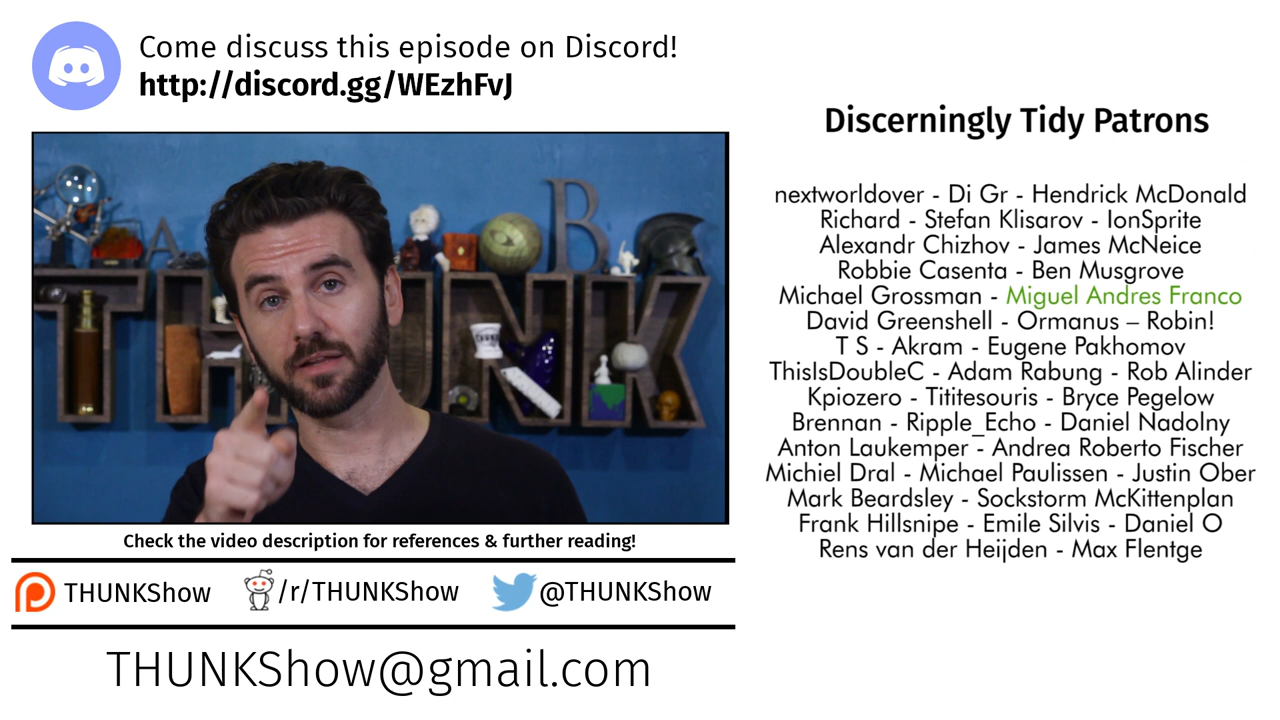 Come discuss this episode on Discord!
http://discord.gg/WEzhFvJ
A
B
THUNK
Check the video description for references & further reading!
THUNKShow
/r/THUNKShow
@THUNKShow
THUNKShow@gmail.com
Discerningly Tidy Patrons
nextworldover - Di Gr - Hendrick McDonald
Richard - Stefan Klisarov - IonSprite
Alexandr Chizhov - James McNeice
Robbie Casenta - Ben Musgrove
Michael Grossman - Miguel Andres Franco
David Greenshell - Ormanus – Robin!
T S - Akram - Eugene Pakhomov
ThisIsDoubleC - Adam Rabung - Rob Alinder
Kpiozero - Tititesouris - Bryce Pegelow
Brennan - Ripple_Echo - Daniel Nadolny
Anton Laukemper - Andrea Roberto Fischer
Michiel Dral - Michael Paulissen - Justin Ober
Mark Beardsley - Sockstorm McKittenplan
Frank Hillsnipe - Emile Silvis - Daniel O
Rens van der Heijden - Max Flentge